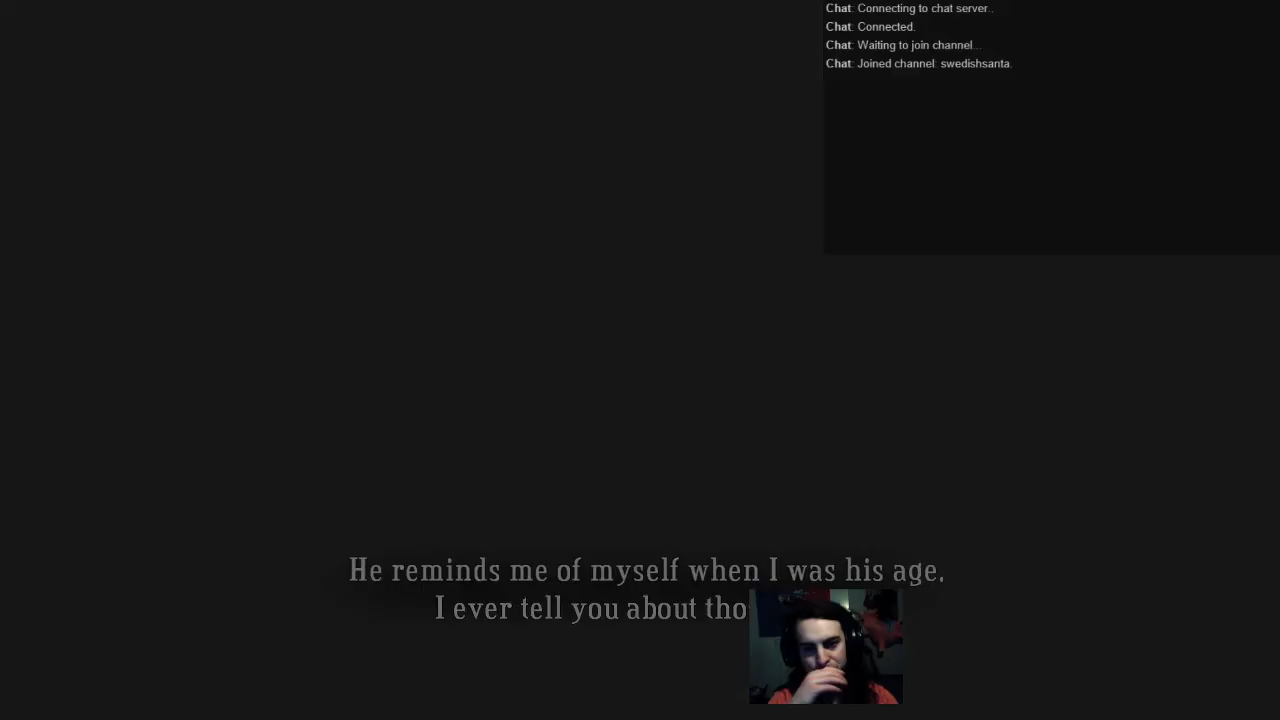 Chat: Connecting to chat server..
Chat: Connected.
Chat: Waiting to join channel...
Chat: Joined channel: swedishsanta.
He reminds me of myself when I was his age.
I ever tell you about